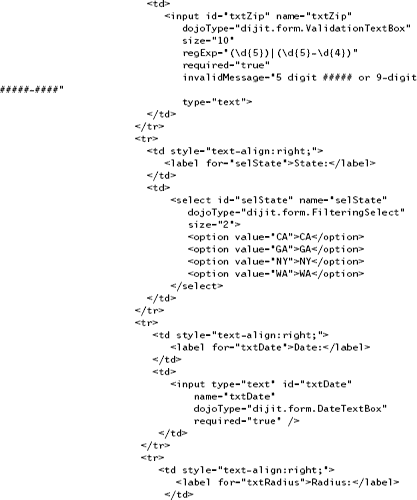 <td>
<input id="txtZip" name="txtZip"
dojoType="dijit.form.ValidationTextBox"
size="10"
regExp="(\d{5})|(\d{5}-\d{4})"
required="true"
invalidMessage="5 digit ##### or 9-digit
#####-####"
type="text">
</td>
</tr>
<tr>
<td style="text-align:right;">
<label for="selState">State:</label>
</td>
<td>
<select id="selState" name="selState"
dojoType="dijit.form.FilteringSelect"
size="2">
<option value="CA">CA</option>
<option value="GA">GA</option>
<option value="NY">NY</option>
<option value="WA">WA</option>
</select>
</td>
</tr>
<tr>
<td style="text-align:right;">
<label for="txtDate">Date:</label>
</td>
<td>
<input type="text" id="txtDate"
name="txtDate"
dojoType="dijit.form.DateTextBox"
required="true" />
</td>
</tr>
<tr>
<td style="text-align:right;">
<label for="txtRadius">Radius:</label>
</td>